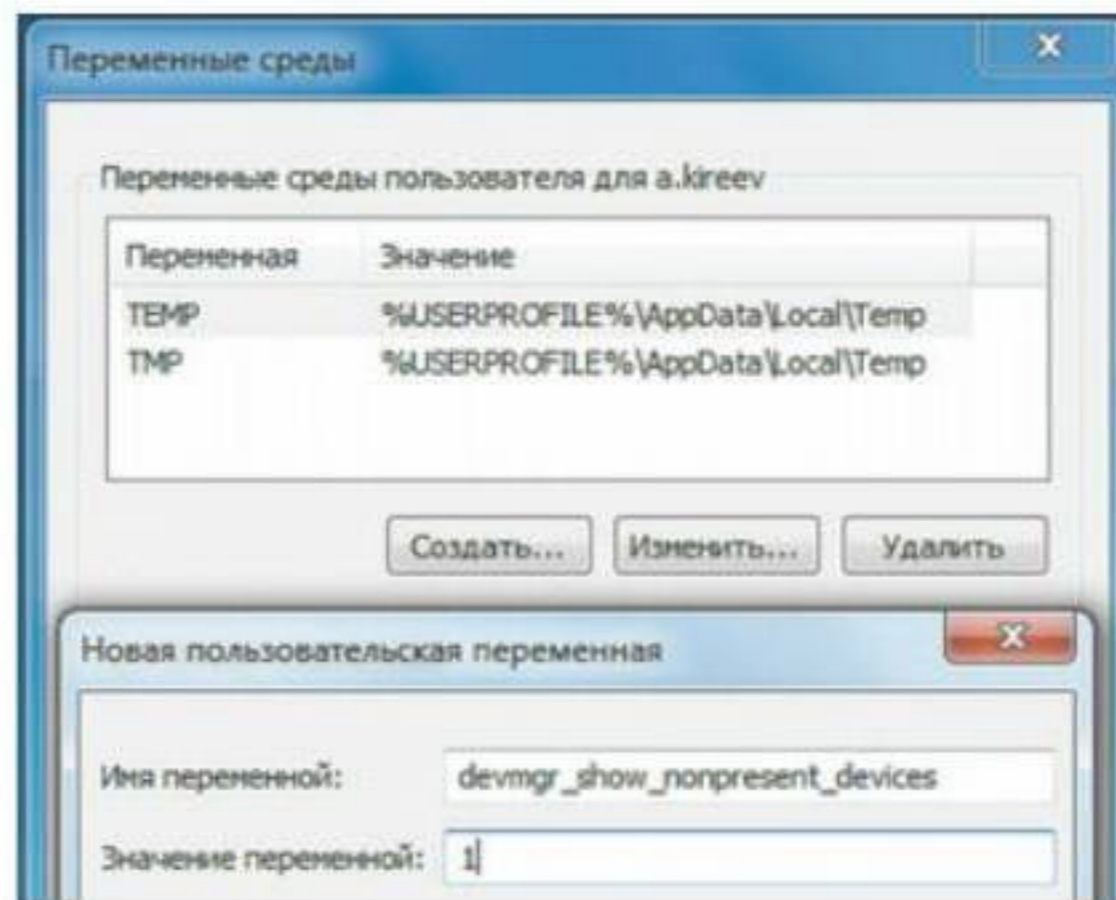 Переменные среды
Переменные среды пользователя для a.kireev
Переменная Значение
TEMP %USERPROFILE%\AppData\Local\Temp
TMP %USERPROFILE%\AppData\Local\Temp
Создать... Изменить... Удалить
Новая пользовательская переменная
Имя переменной: devmgr_show_nonpresent_devices
Значение переменной: 1